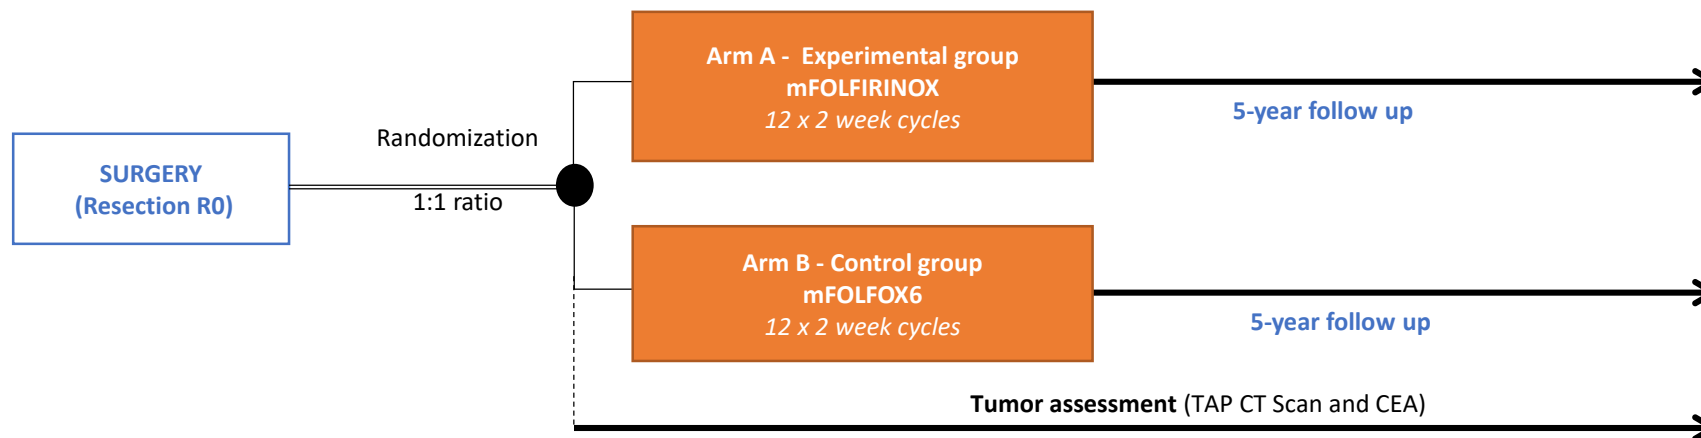 SURGERY
(Resection R0)
Randomization
1:1 ratio
Arm A - Experimental group
mFOLFIRINOX
12 x 2 week cycles
5-year follow up
Arm B - Control group
mFOLFOX6
12 x 2 week cycles
5-year follow up
Tumor assessment (TAP CT Scan and CEA)